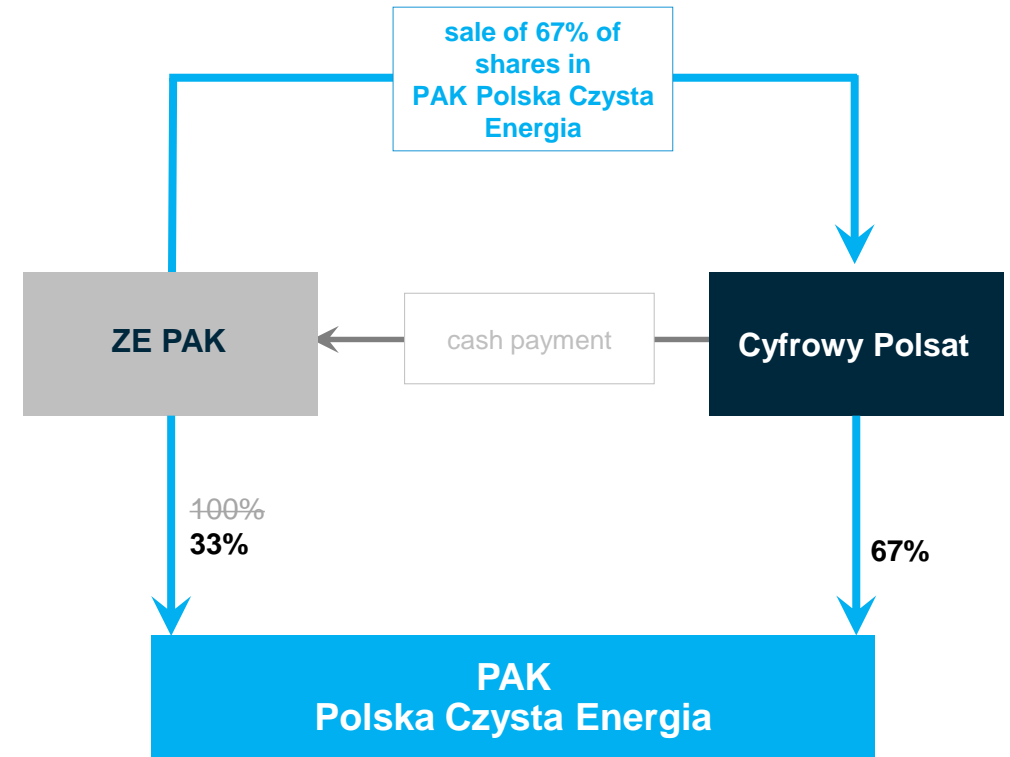 sale of 67% of
shares in
PAK Polska Czysta
Energia
ZE PAK
cash payment
Cyfrowy Polsat
100%
33%
67%
PAK
Polska Czysta Energia